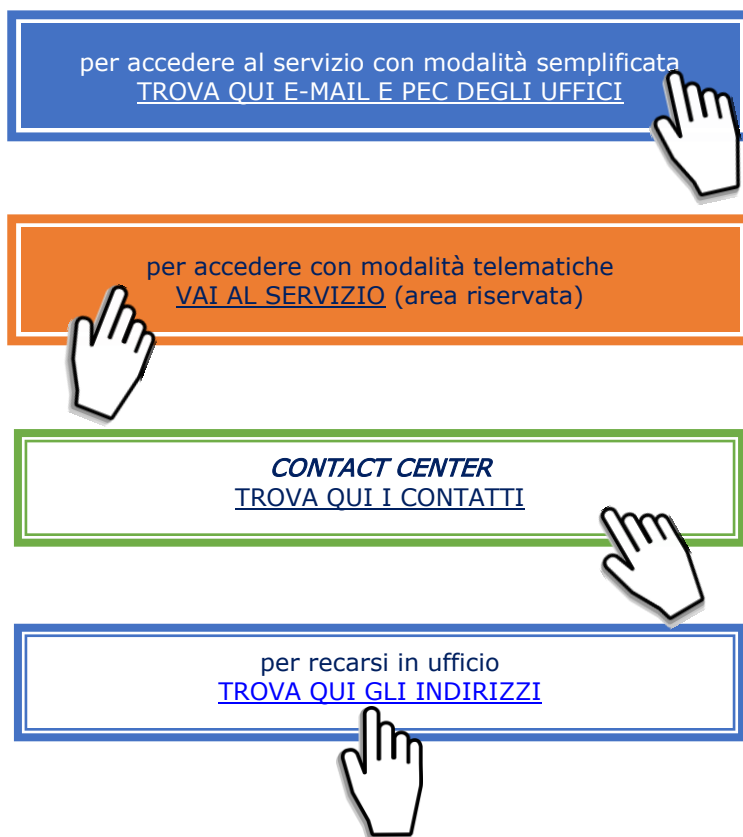 per accedere al servizio con modalità semplificata
TROVA QUI E-MAIL E PEC DEGLI UFFICI
per accedere con modalità telematiche
VAI AL SERVIZIO (area riservata)
CONTACT CENTER
TROVA QUI I CONTATTI
per recarsi in ufficio
TROVA QUI GLI INDIRIZZI